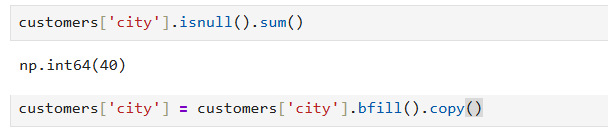 customers['city'].isnull().sum()
np.int64(40)
customers['city'] = customers['city'].bfill().copy()